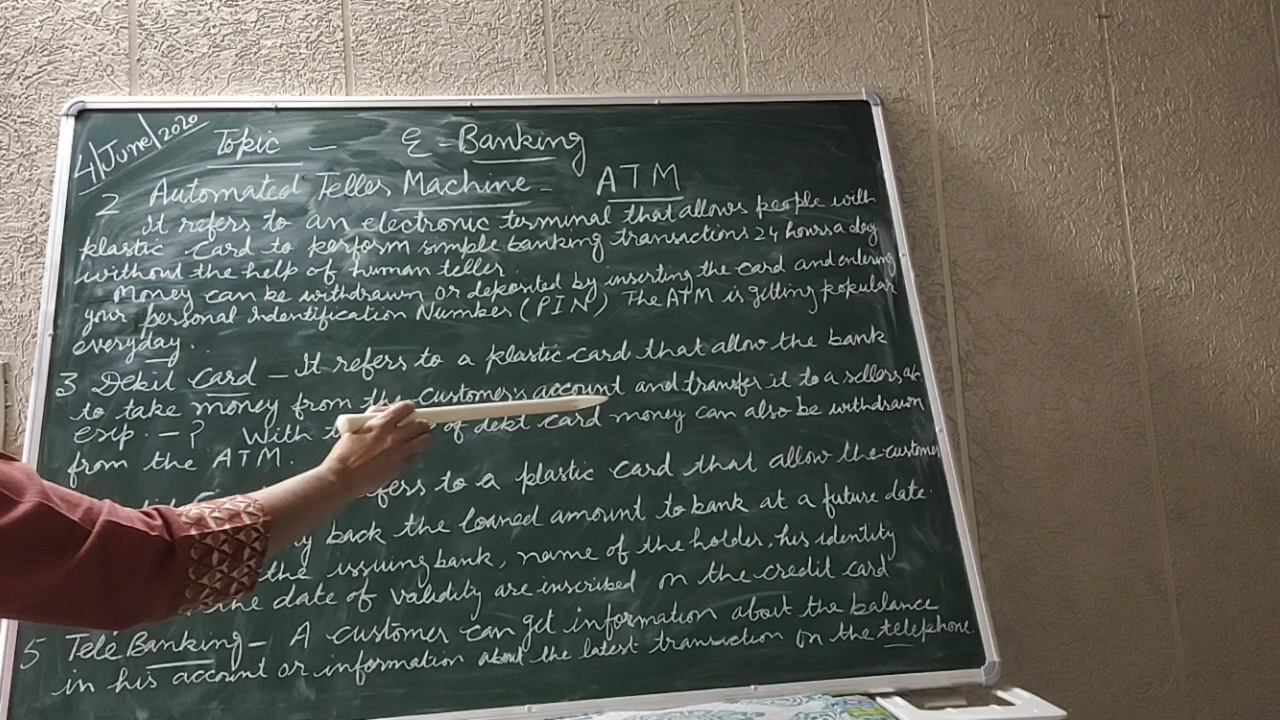 4/June/2020
Topic - E-Banking
2 Automated Teller Machine - ATM
It refers to an electronic terminal that allows people with
plastic card to perform simple banking transactions 24 hours a day
without the help of human teller.
Money can be withdrawn or deposited by inserting the card and entering
your personal Indentification Number (PIN) The ATM is getting popular
everyday.
3 Debit Card - It refers to a plastic card that allow the bank
to take money from the Customer's account and transfer it to a sellers a/c
With of debt card money can also be withdrawn
from the ATM.
to a plastic card that allow the customer
back the loaned amount to bank at a future date.
the issuing bank, name of the holder, his identity
the date of validity are inscribed on the credit card
5 Tele Banking - A customer can get information about the balance
in his account or information about the latest transaction on the telephone.